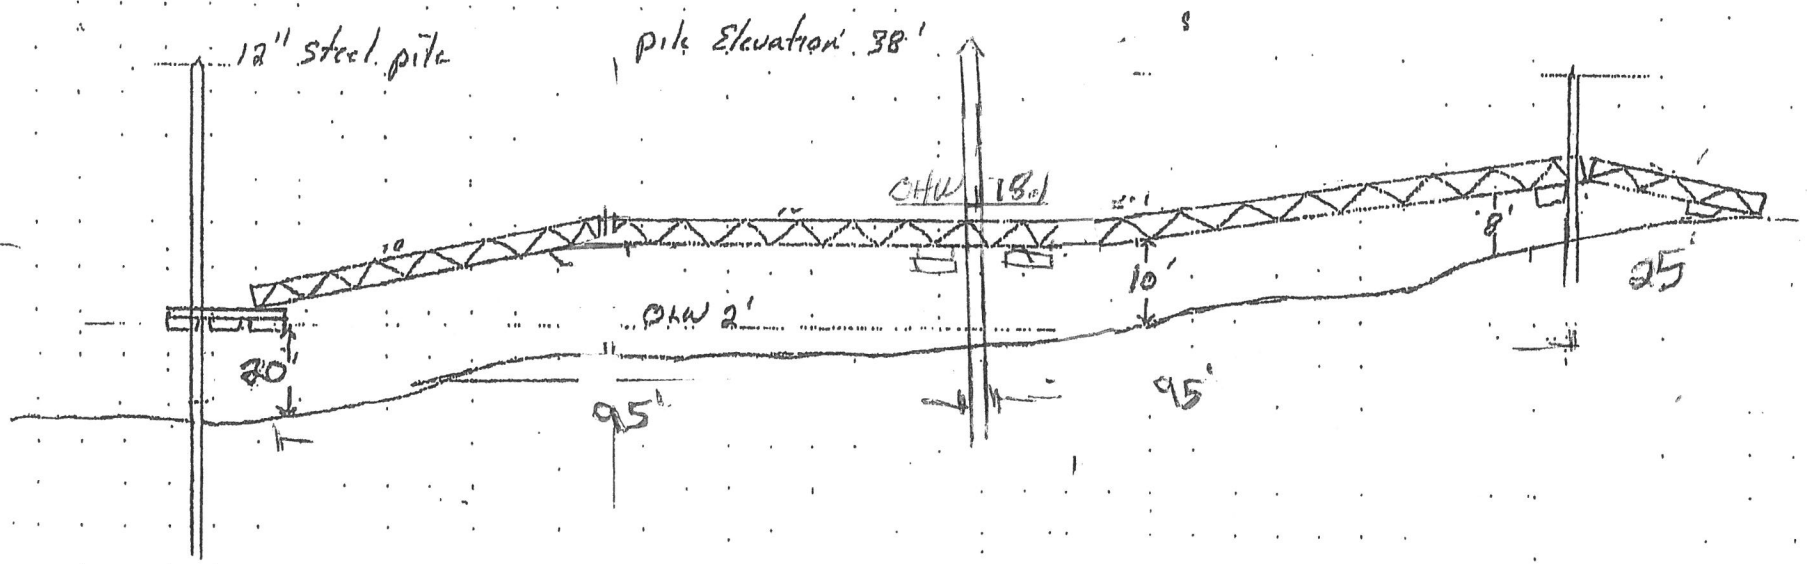 12" Steel pile
pile Elevation 38'
OHW 18'
8'
10'
25'
OLW 2'
20'
95'
95'